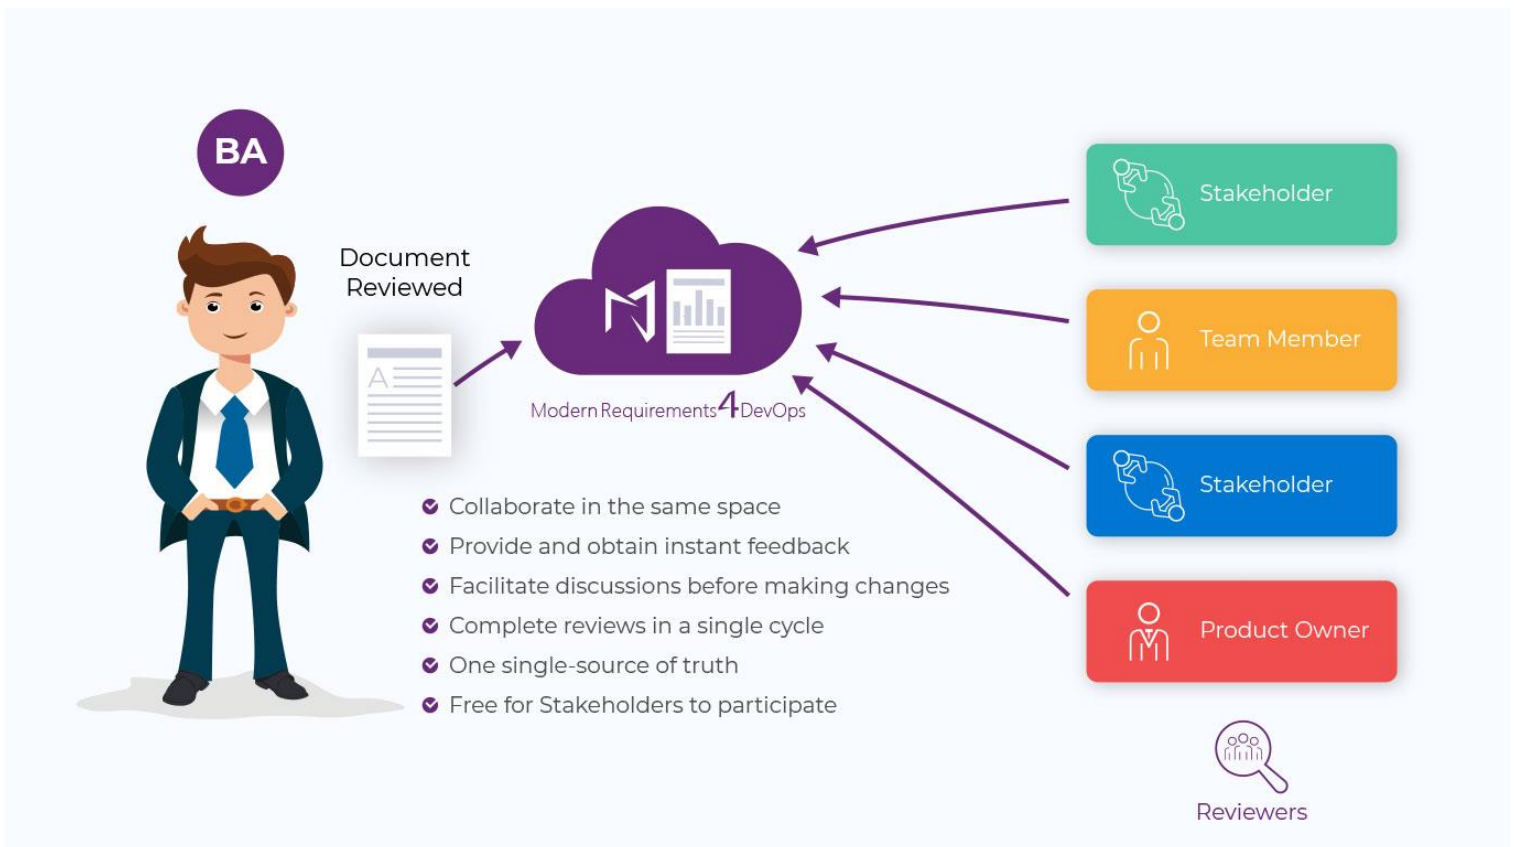 BA
Document
Reviewed
A
Modern Requirements4DevOps
Collaborate in the same space
Provide and obtain instant feedback
Facilitate discussions before making changes
Complete reviews in a single cycle
One single-source of truth
Free for Stakeholders to participate
Stakeholder
Team Member
Stakeholder
Product Owner
Reviewers